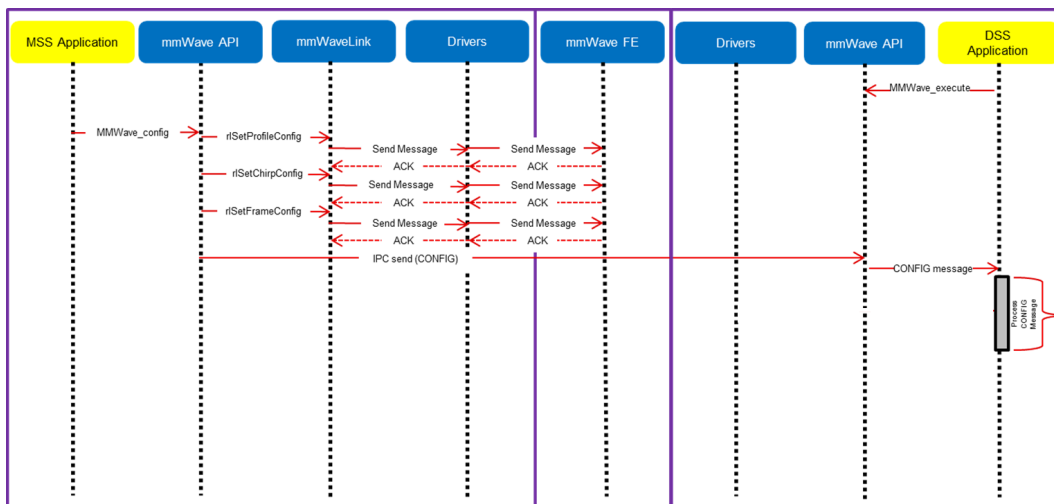 MSS Application
mmWave API
mmWaveLink
Drivers
mmWave FE
Drivers
mmWave API
DSS
Application
MMWave_execute
MMWave_config
rlSetProfileConfig
Send Message
Send Message
ACK
ACK
rlSetChirpConfig
Send Message
Send Message
ACK
ACK
rlSetFrameConfig
Send Message
Send Message
ACK
ACK
IPC send (CONFIG)
CONFIG message
Process
CONFIG
Message